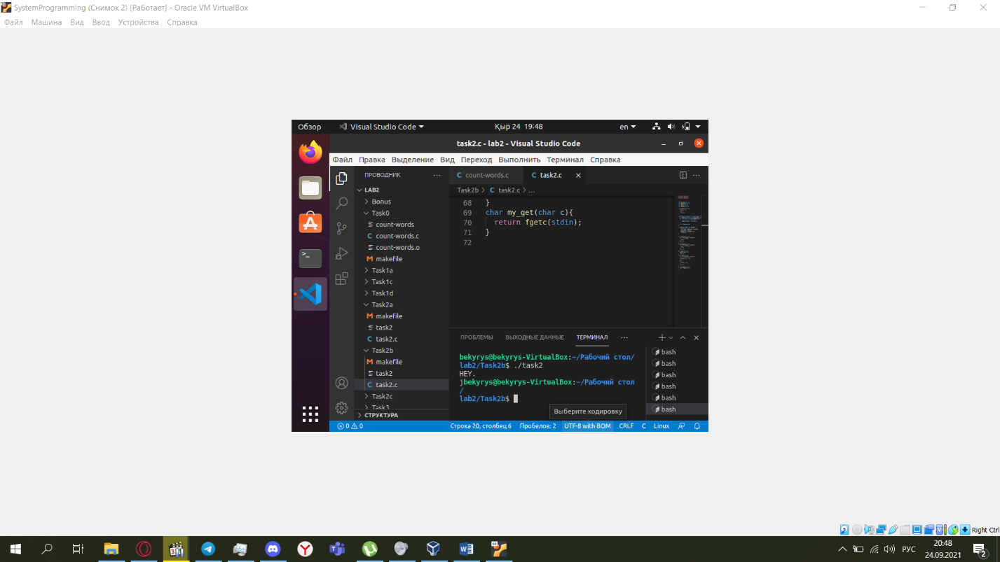 SystemProgramming (Снимок 2) [Работает] - Oracle VM VirtualBox
Файл Машина Вид Ввод Устройства Справка
Обзор Visual Studio Code Қыр 24 19:48 en
task2.c - lab2 - Visual Studio Code
Файл Правка Выделение Вид Переход Выполнить Терминал Справка
ПРОВОДНИК ...
LAB2
Bonus
Task0
count-words
count-words.c
count-words.o
makefile
Task1a
Task1c
Task1d
Task2a
makefile
task2
task2.c
Task2b
makefile
task2
task2.c
Task2c
Task3
СТРУКТУРА
count-words.c task2.c
Task2b > C task2.c > ...
68 }
69 char my_get(char c){
70 return fgetc(stdin);
71 }
72
ПРОБЛЕМЫ ВЫХОДНЫЕ ДАННЫЕ ТЕРМИНАЛ ...
bekyrys@bekyrys-VirtualBox:~/Рабочий стол/
lab2/Task2b$ ./task2
HEY.
jbekyrys@bekyrys-VirtualBox:~/Рабочий стол
/
lab2/Task2b$
bash
bash
bash
bash
bash
bash
Выберите кодировку
0 0 Строка 20, столбец 6 Пробелов: 2 UTF-8 with BOM CRLF C Linux
Right Ctrl
РУС
20:48
24.09.2021
2